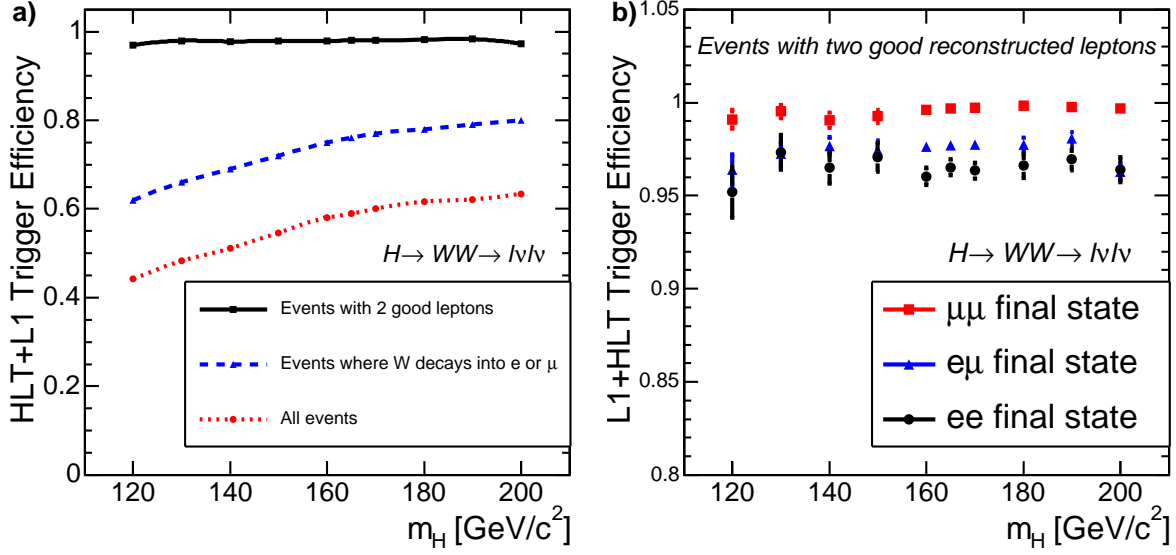 a)
HLT+L1 Trigger Efficiency
1
0.8
0.6
0.4
0.2
0
H→ WW→ lνlν
Events with 2 good leptons
Events where W decays into e or μ
All events
120 140 160 180 200
m_H [GeV/c²]
b)
L1+HLT Trigger Efficiency
1.05
1
0.95
0.9
0.85
0.8
Events with two good reconstructed leptons
H→ WW→ lνlν
μμ final state
eμ final state
ee final state
120 140 160 180 200
m_H [GeV/c²]